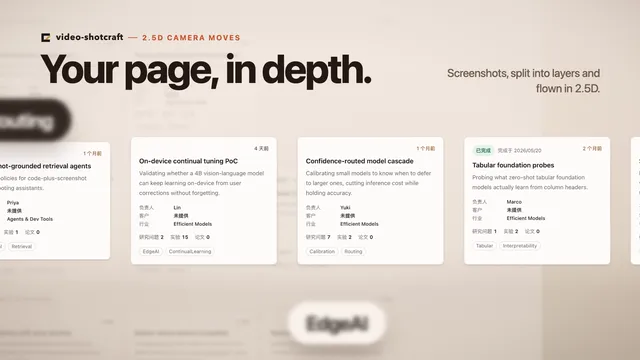 video-shotcraft — 2.5D CAMERA MOVES
Your page, in depth.
Screenshots, split into layers and
flown in 2.5D.
outing
1个月前
hot-grounded retrieval agents
policies for code-plus-screenshot
ooting assistants.
Priya
未提供
Agents & Dev Tools
实验 1 论文 0
Retrieval
4 天前
On-device continual tuning PoC
Validating whether a 4B vision-language model
can keep learning on-device from user
corrections without forgetting.
负责人 Lin
客户 未提供
行业 Efficient Models
研究问题 2 实验 15 论文 0
EdgeAI ContinualLearning
1个月前
Confidence-routed model cascade
Calibrating small models to know when to defer
to larger ones, cutting inference cost while
holding accuracy.
负责人 Yuki
客户 未提供
行业 Efficient Models
研究问题 7 实验 2 论文 0
Calibration Routing
已完成 完成于 2026/05/20 2个月前
Tabular foundation probes
Probing what zero-shot tabular foundation
models actually learn from column headers.
负责人 Marco
客户 未提供
行业 Efficient Models
研究问题 1 实验 2 论文 0
Tabular Interpretability
EdgeAI